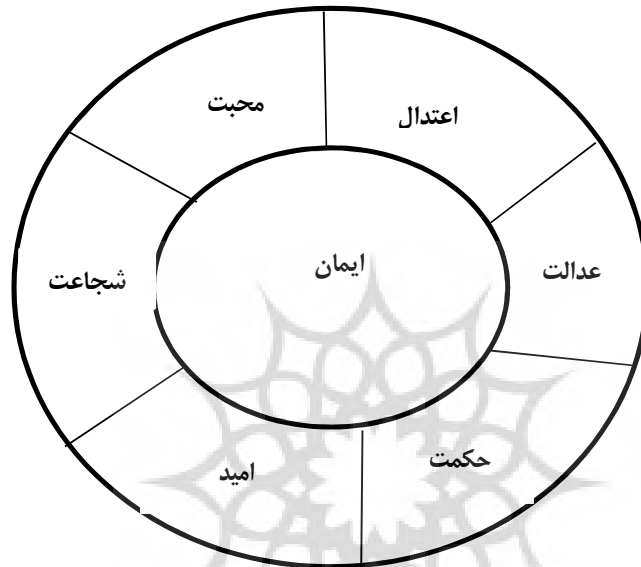 محبت
اعتدال
ایمان
عدالت
شجاعت
حکمت
امید